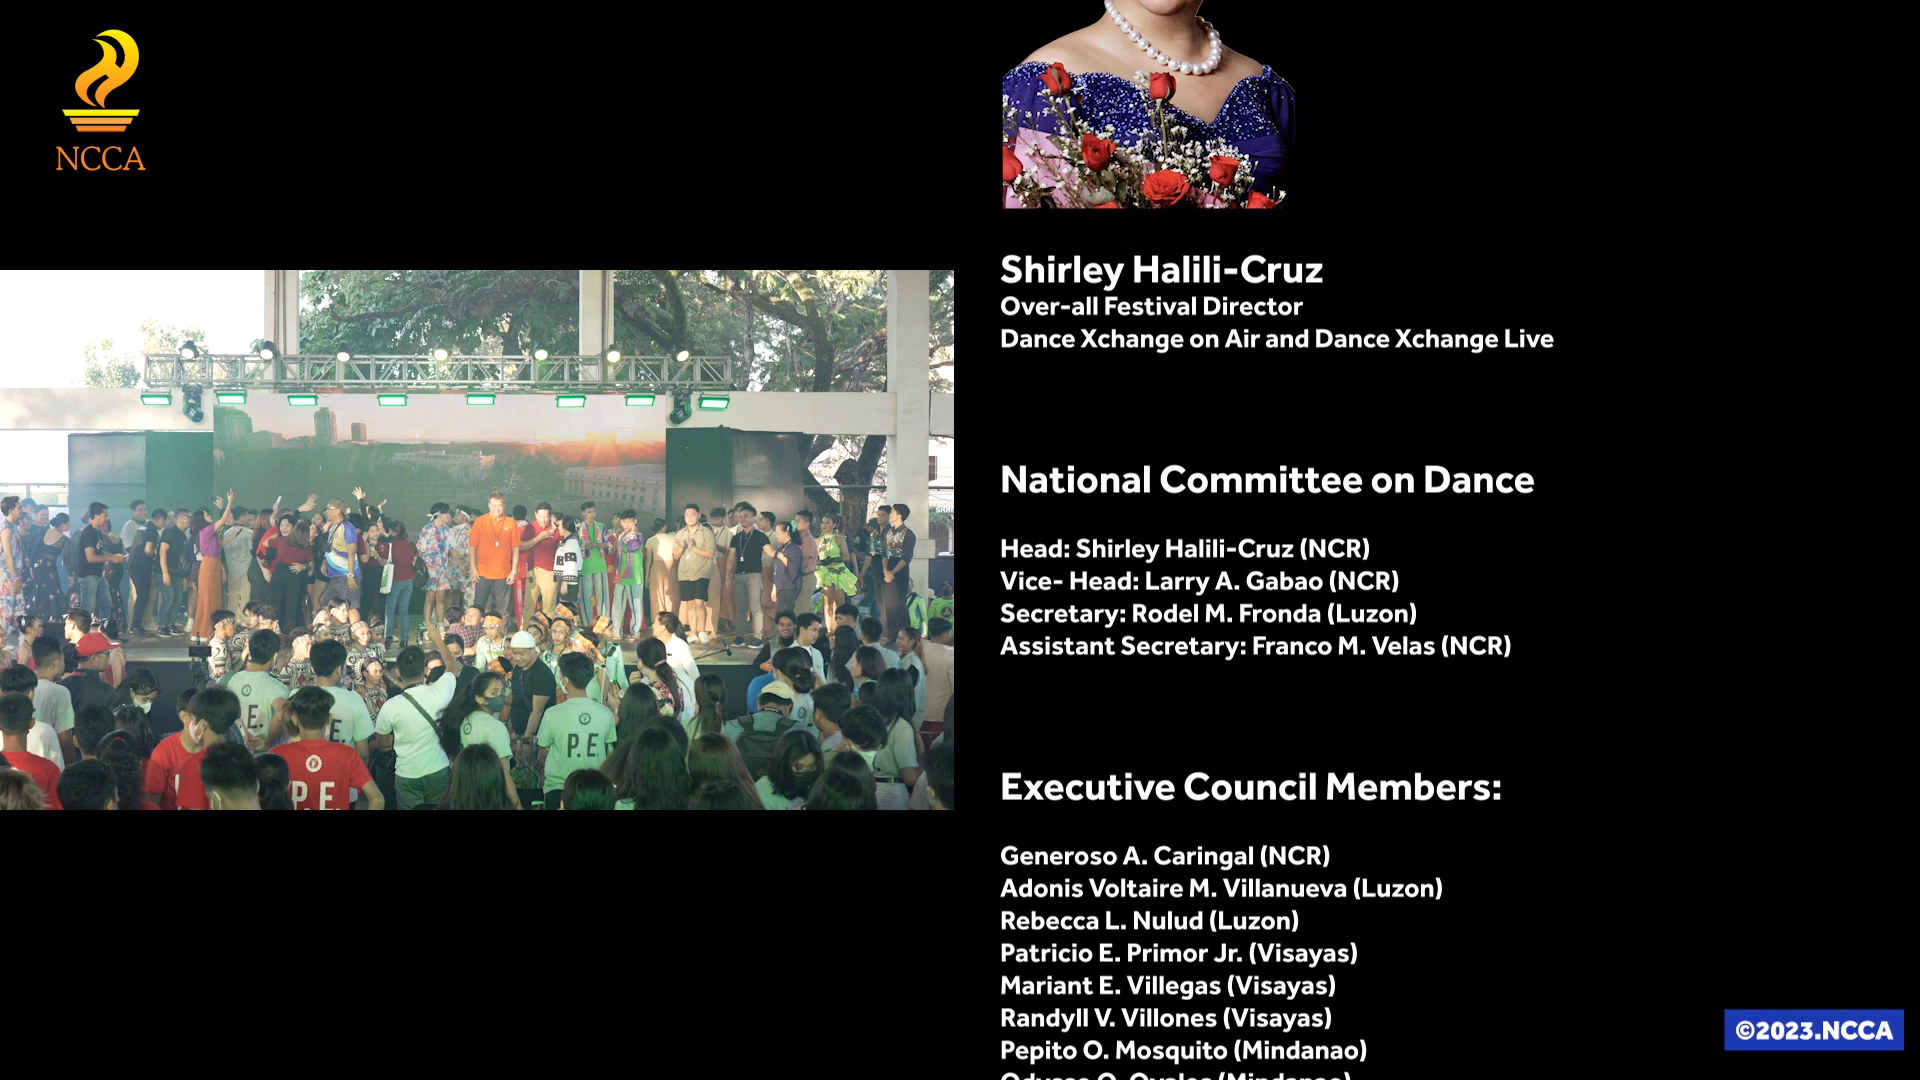 NCCA
Shirley Halili-Cruz
Over-all Festival Director
Dance Xchange on Air and Dance Xchange Live
National Committee on Dance
Head: Shirley Halili-Cruz (NCR)
Vice- Head: Larry A. Gabao (NCR)
Secretary: Rodel M. Fronda (Luzon)
Assistant Secretary: Franco M. Velas (NCR)
Executive Council Members:
Generoso A. Caringal (NCR)
Adonis Voltaire M. Villanueva (Luzon)
Rebecca L. Nulud (Luzon)
Patricio E. Primor Jr. (Visayas)
Mariant E. Villegas (Visayas)
Randyll V. Villones (Visayas)
Pepito O. Mosquito (Mindanao)
(Mindanao)
P.E.
P.E.
E.
E.
©2023.NCCA